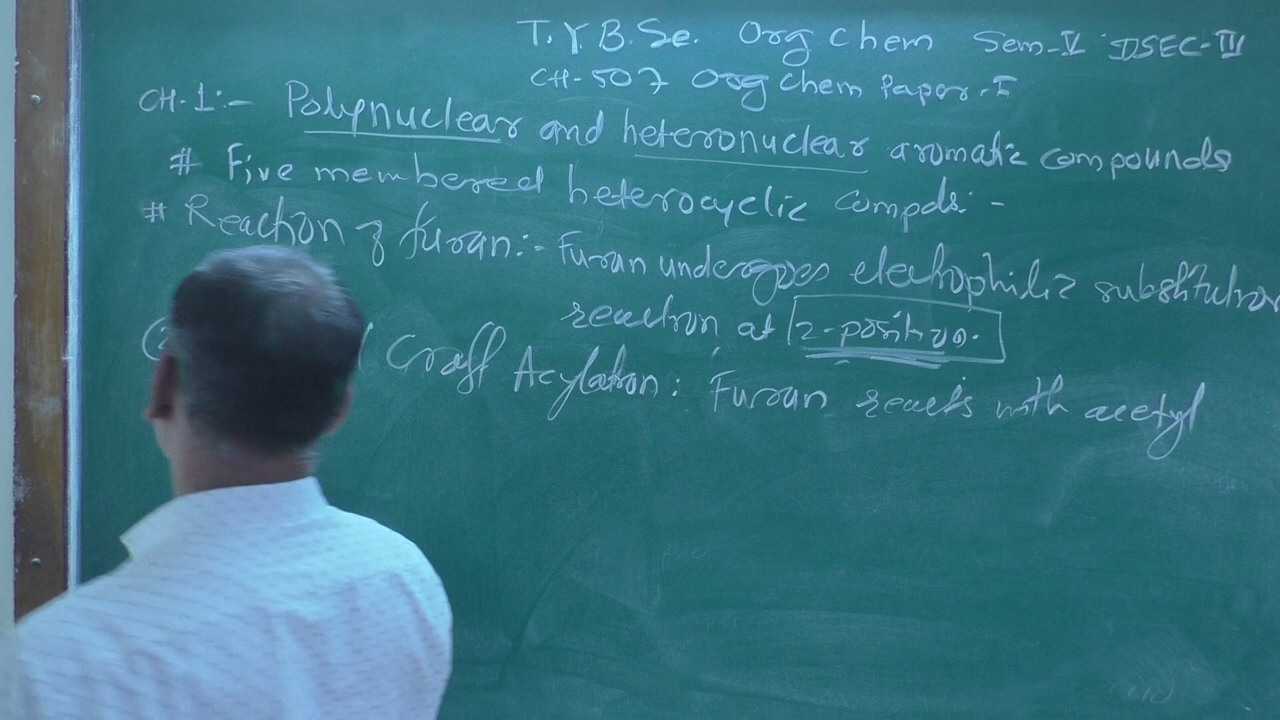 T.Y.B.Sc. Org Chem Sem-V DSEC-III
CH-507 Org Chem Paper-I
CH-1:- Polynuclear and heteronuclear aromatic compounds
# Five membered heterocyclic compds: -
# Reaction of furan:- Furan undergoes electrophilic substitution
reaction at 2-position.
(2 Craft Acylation: Furan reacts with acetyl